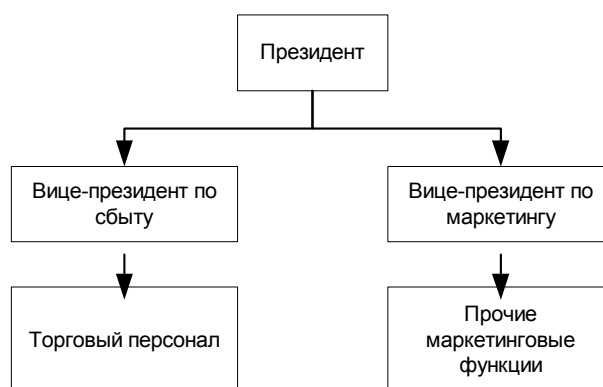 Президент
Вице-президент по
сбыту
Вице-президент по
маркетингу
Торговый персонал
Прочие
маркетинговые
функции